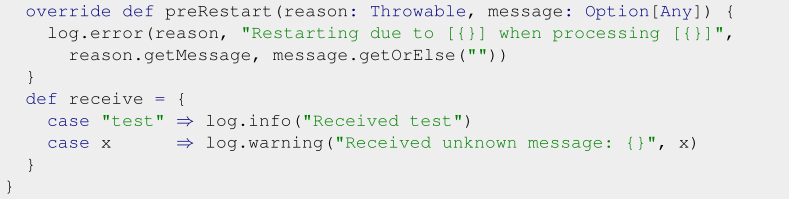 override def preRestart(reason: Throwable, message: Option[Any]) {
log.error(reason, "Restarting due to [{}] when processing [{}]",
reason.getMessage, message.getOrElse(""))
}
def receive = {
case "test" ⇒ log.info("Received test")
case x ⇒ log.warning("Received unknown message: {}", x)
}
}